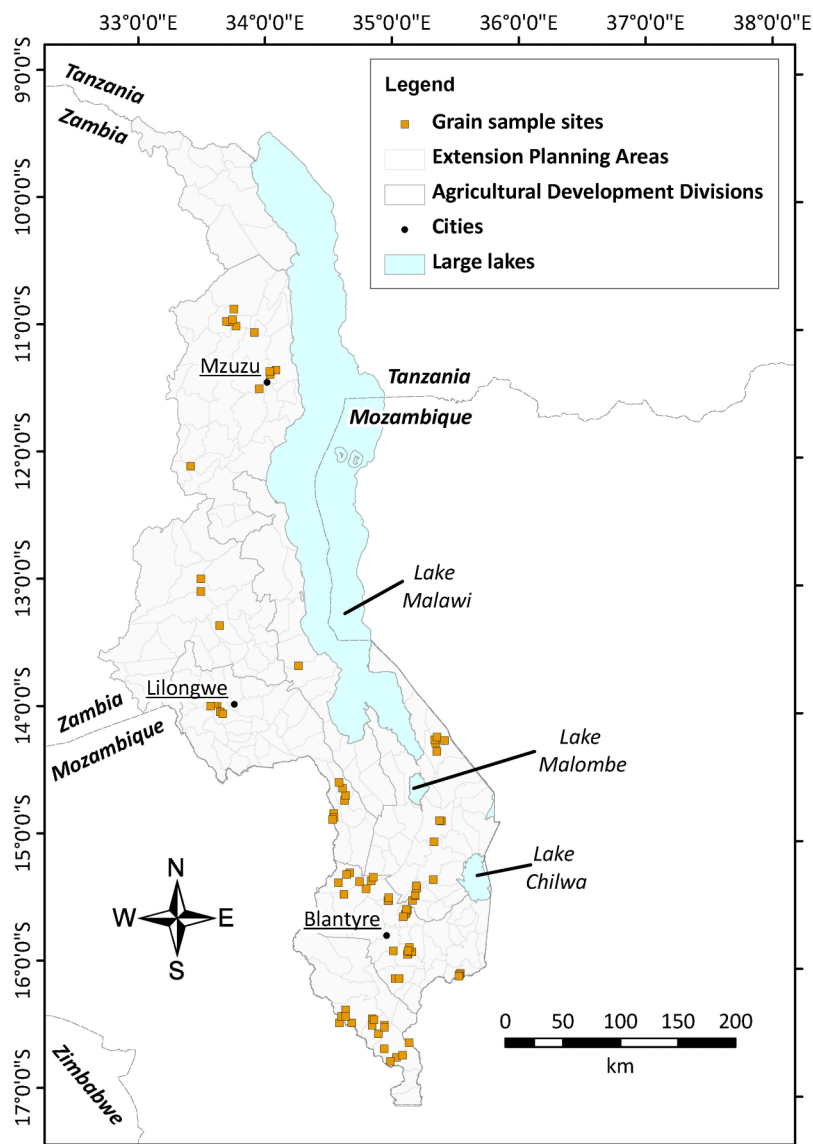 33°0'0"E 34°0'0"E 35°0'0"E 36°0'0"E 37°0'0"E 38°0'0"E
9°0'0"S
10°0'0"S
11°0'0"S
12°0'0"S
13°0'0"S
14°0'0"S
15°0'0"S
16°0'0"S
17°0'0"S
Tanzania
Zambia
Legend
Grain sample sites
Extension Planning Areas
Agricultural Development Divisions
Cities
Large lakes
Mzuzu
Tanzania
Mozambique
Lake
Malawi
Lilongwe
Zambia
Mozambique
Lake
Malombe
Lake
Chilwa
N
W E
S
Blantyre
0 50 100 150 200
km
Zimbabwe